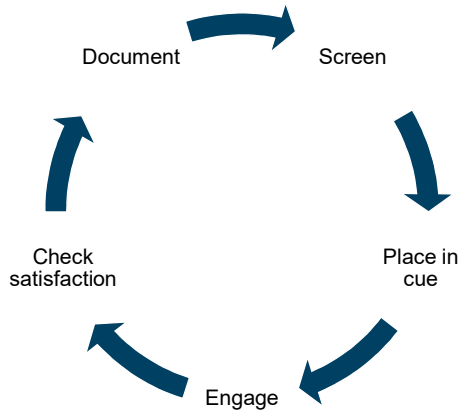 Document
Screen
Check
satisfaction
Place in
cue
Engage